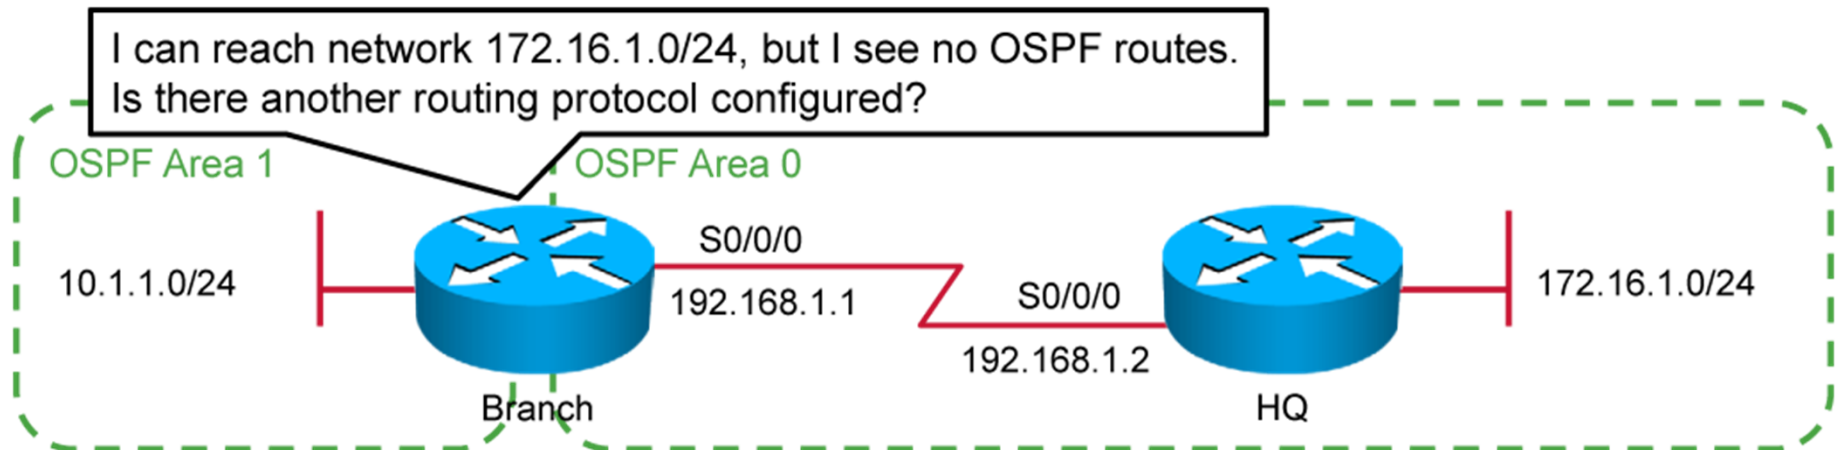 I can reach network 172.16.1.0/24, but I see no OSPF routes.
Is there another routing protocol configured?
OSPF Area 1
OSPF Area 0
S0/0/0
10.1.1.0/24
192.168.1.1
S0/0/0
172.16.1.0/24
192.168.1.2
Branch
HQ